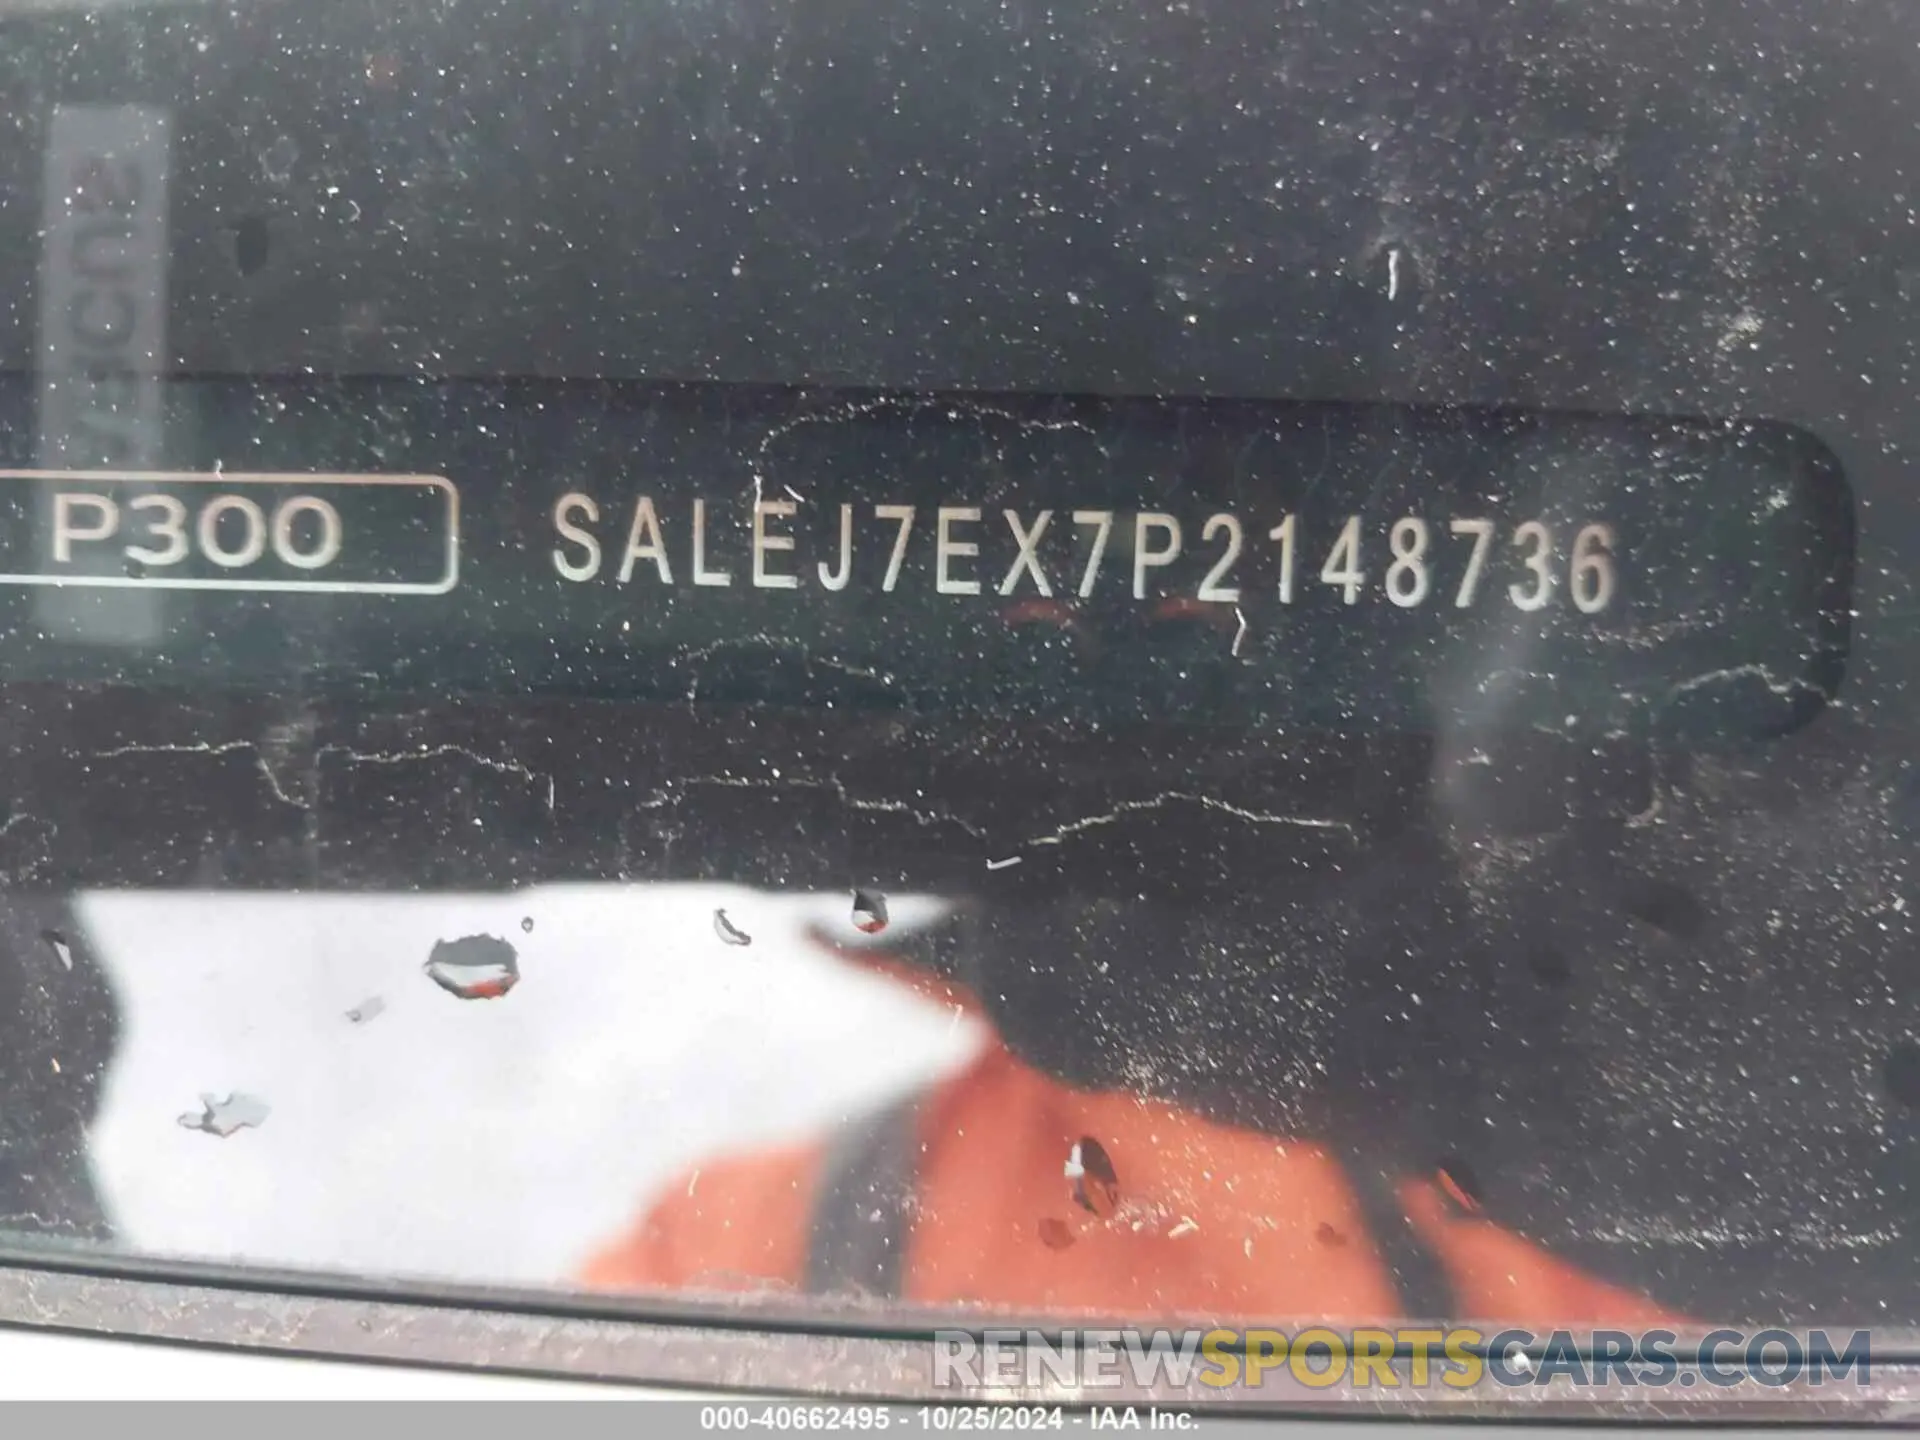 P300 SALEJ7EX7P2148736
RENEWSPORTSCARS.COM
000-40662495 - 10/25/2024 - IAA Inc.